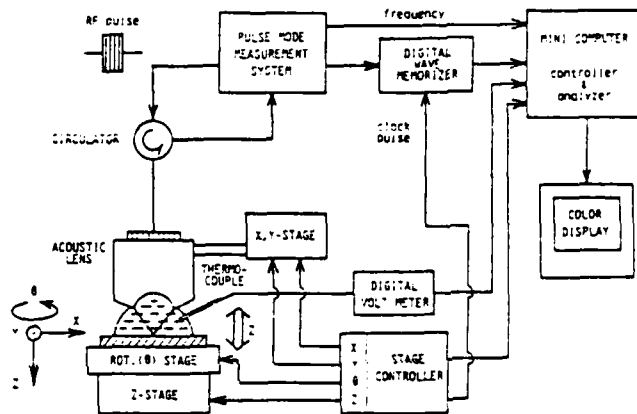 RF pulse
PULSE MODE
MEASUREMENT
SYSTEM
frequency
DIGITAL
WAVE
MEMORIZER
MINI COMPUTER
controller
&
analyzer
CIRCULATOR
clock
pulse
COLOR
DISPLAY
X,Y-STAGE
ACOUSTIC
LENS
THERMO-
COUPLE
DIGITAL
VOLT METER
θ
Y
X
Z
Z
ROT.(θ) STAGE
Z-STAGE
X
Y
θ
Z
STAGE
CONTROLLER